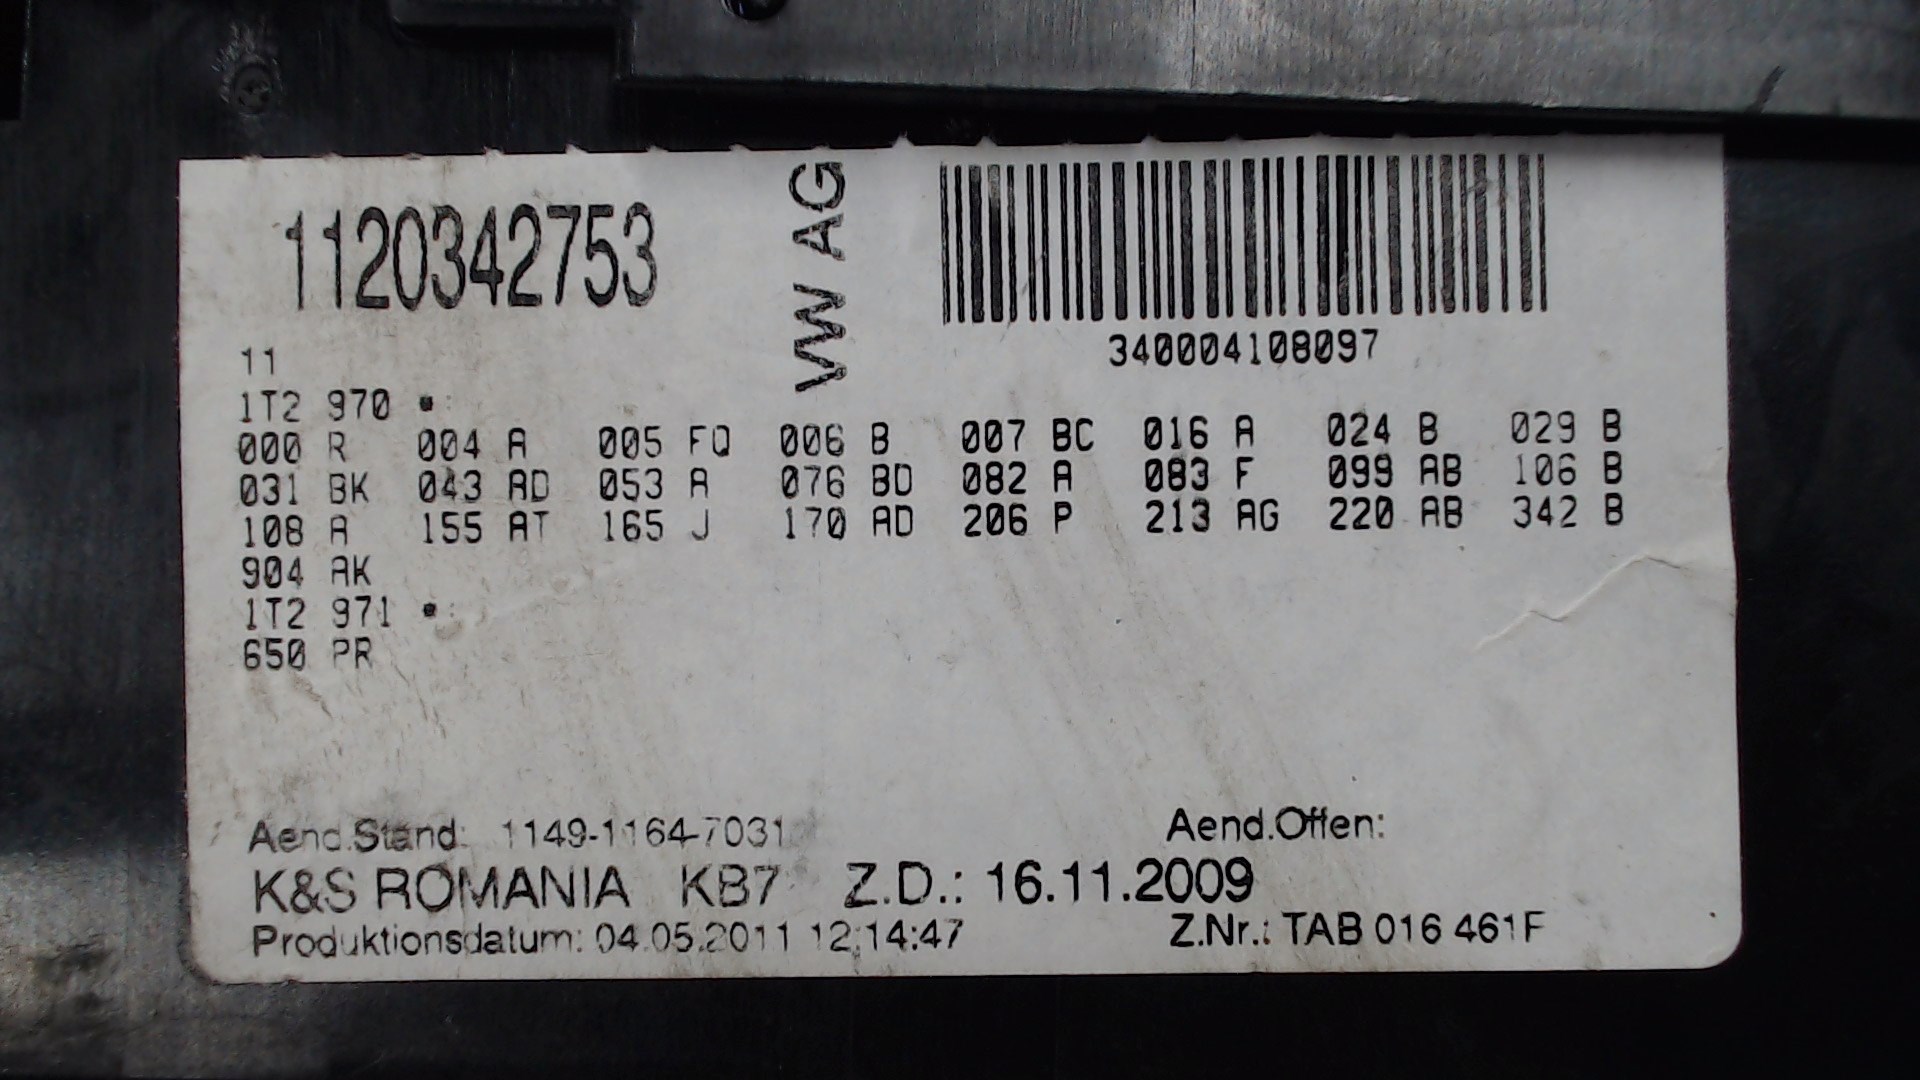 1120342753
VW AG
340004108097
11
1T2 970 •:
000 R 004 A 005 FQ 006 B 007 BC 016 A 024 B 029 B
031 BK 043 AD 053 A 076 BD 082 A 083 F 099 AB 106 B
108 A 155 AT 165 J 170 AD 206 P 213 AG 220 AB 342 B
904 AK
1T2 971 •:
650 PR
Aend.Stand: 1149-1164-7031 Aend.Offen:
K&S ROMANIA KB7 Z.D.: 16.11.2009
Produktionsdatum: 04.05.2011 12:14:47 Z.Nr.: TAB 016 461F